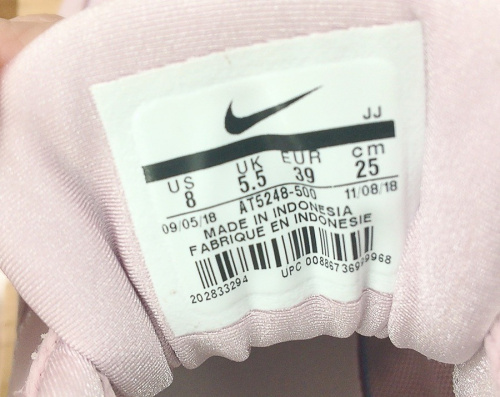 JJ
US UK EUR cm
8 5.5 39 25
09/05/18 AT5248-500 11/08/18
MADE IN INDONESIA
FABRIQUE EN INDONESIE
202833294 UPC